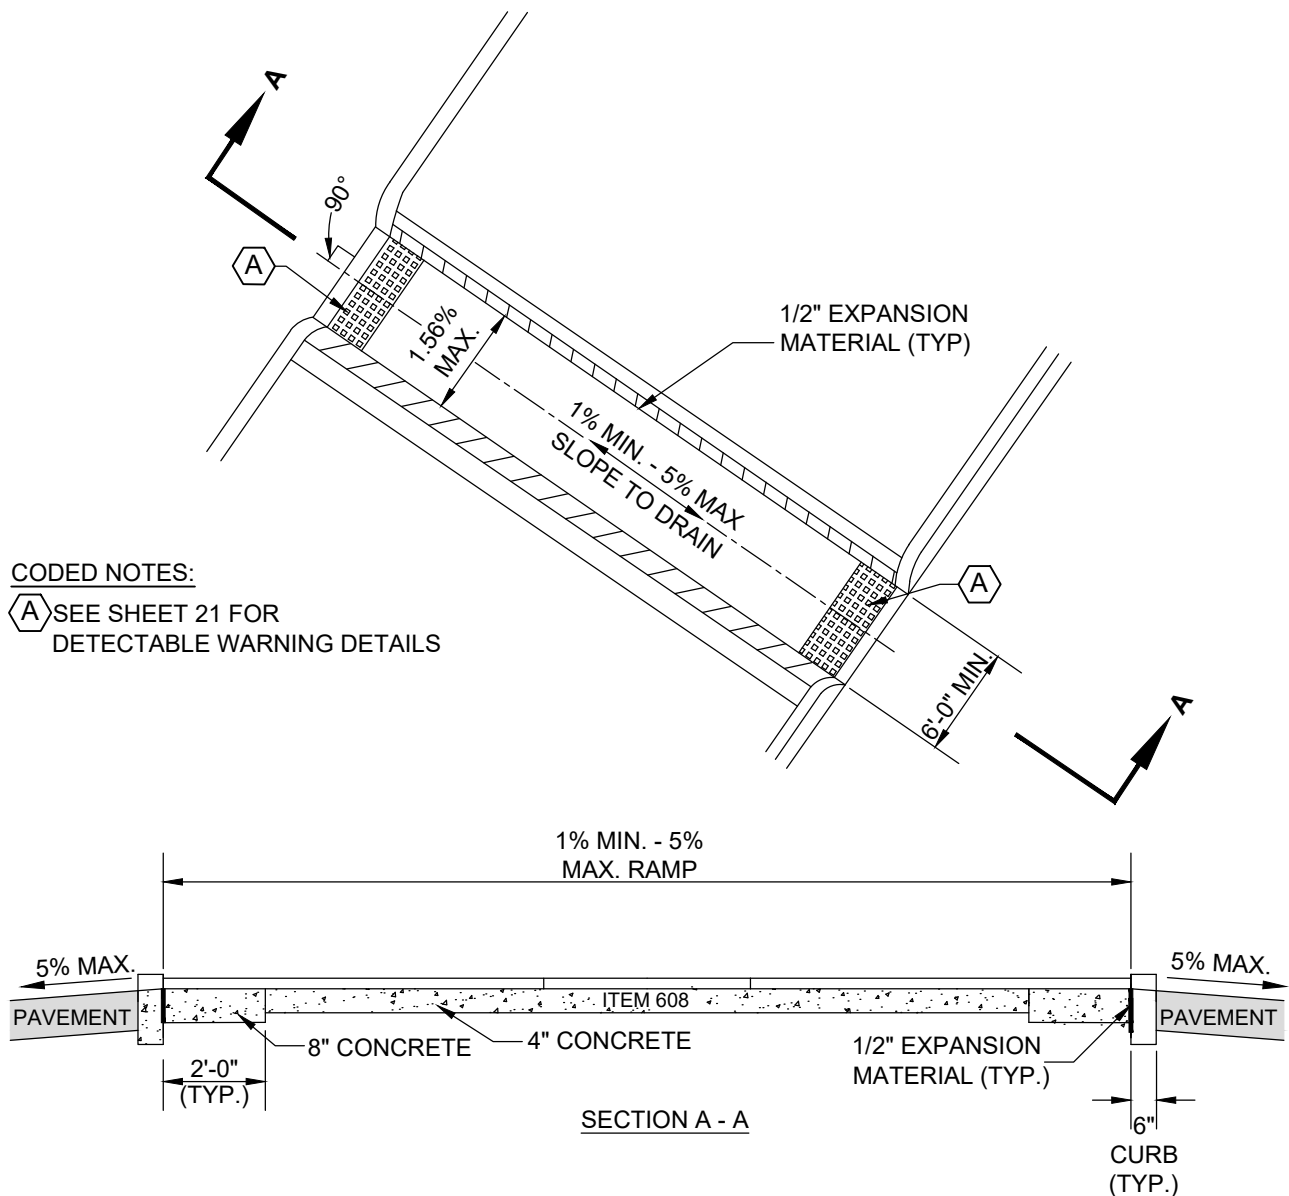 A
90°
A
1/2" EXPANSION
MATERIAL (TYP)
1.56%
MAX.
1% MIN. - 5% MAX
SLOPE TO DRAIN
A
CODED NOTES:
A SEE SHEET 21 FOR
DETECTABLE WARNING DETAILS
6'-0" MIN.
A
1% MIN. - 5%
MAX. RAMP
5% MAX.
5% MAX.
ITEM 608
PAVEMENT
PAVEMENT
8" CONCRETE
4" CONCRETE
1/2" EXPANSION
MATERIAL (TYP.)
2'-0"
(TYP.)
SECTION A - A
6"
CURB
(TYP.)